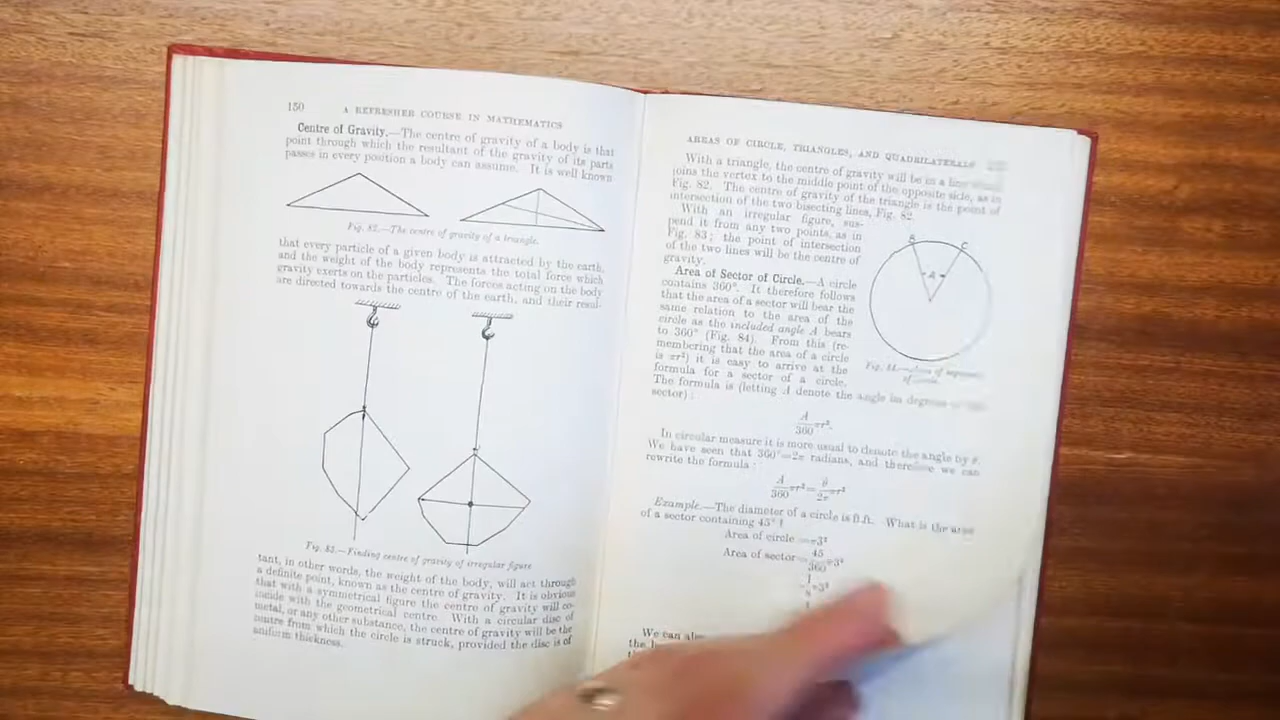 150 A REFRESHER COURSE IN MATHEMATICS
Centre of Gravity.—The centre of gravity of a body is that
point through which the resultant of the gravity of its parts
passes in every position a body can assume. It is well known
Fig. 82.—The centre of gravity of a triangle.
that every particle of a given body is attracted by the earth,
and the weight of the body represents the total force which
gravity exerts on the particles. The forces acting on the body
are directed towards the centre of the earth, and their resul-
Fig. 83.—Finding centre of gravity of irregular figure
tant, in other words, the weight of the body, will act through
a definite point, known as the centre of gravity. It is obvious
that with a symmetrical figure the centre of gravity will co-
incide with the geometrical centre. With a circular disc of
metal, or any other substance, the centre of gravity will be the
centre from which the circle is struck, provided the disc is of
uniform thickness.
AREAS OF CIRCLE, TRIANGLES, AND QUADRILATERALS
With a triangle, the centre of gravity will be in a line
joins the vertex to the middle point of the opposite side, as in
Fig. 82. The centre of gravity of the triangle is the point of
intersection of the two bisecting lines, Fig. 82.
With an irregular figure, sus-
pend it from any two points, as in
Fig. 83; the point of intersection
of the two lines will be the centre of
gravity.
B C
A
Area of Sector of Circle.—A circle
contains 360°. It therefore follows
that the area of a sector will bear the
same relation to the area of the
circle as the included angle A bears
to 360° (Fig. 84). From this (re-
membering that the area of a circle
is πr²) it is easy to arrive at the
formula for a sector of a circle.
Fig. 84.—Area of
of circle.
The formula is (letting A denote the angle in degrees
sector):
A/360 πr².
In circular measure it is more usual to denote the angle by θ.
We have seen that 360°=2π radians, and therefore we can
rewrite the formula:
A/360 πr² = θ/2π πr²
Example.—The diameter of a circle is ft. What is the area
of a sector containing 45°?
Area of circle =π3²
Area of sector= 45/360 π3²
1/8 π3²
We can
the